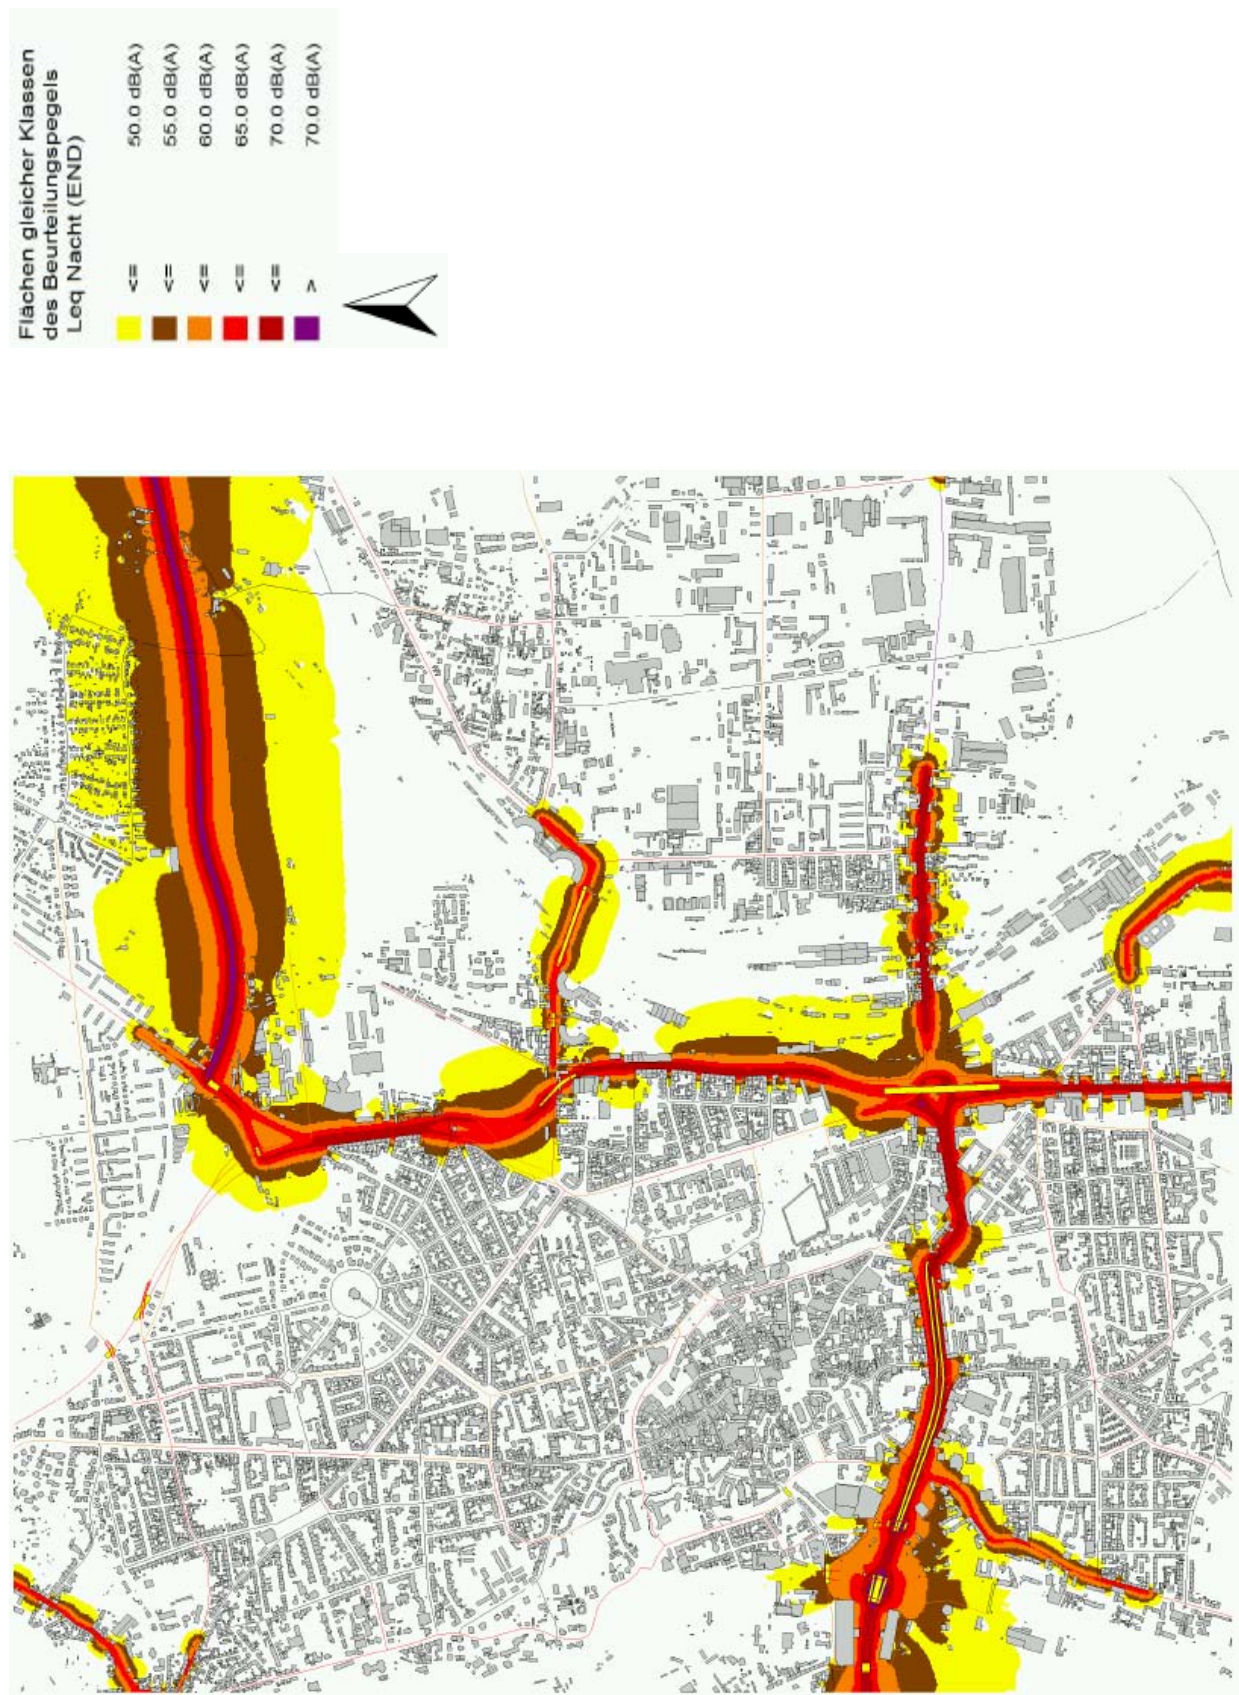 Flächen gleicher Klassen
des Beurteilungspegels
Leq Nacht (END)
<= 50.0 dB(A)
<= 55.0 dB(A)
<= 60.0 dB(A)
<= 65.0 dB(A)
<= 70.0 dB(A)
> 70.0 dB(A)